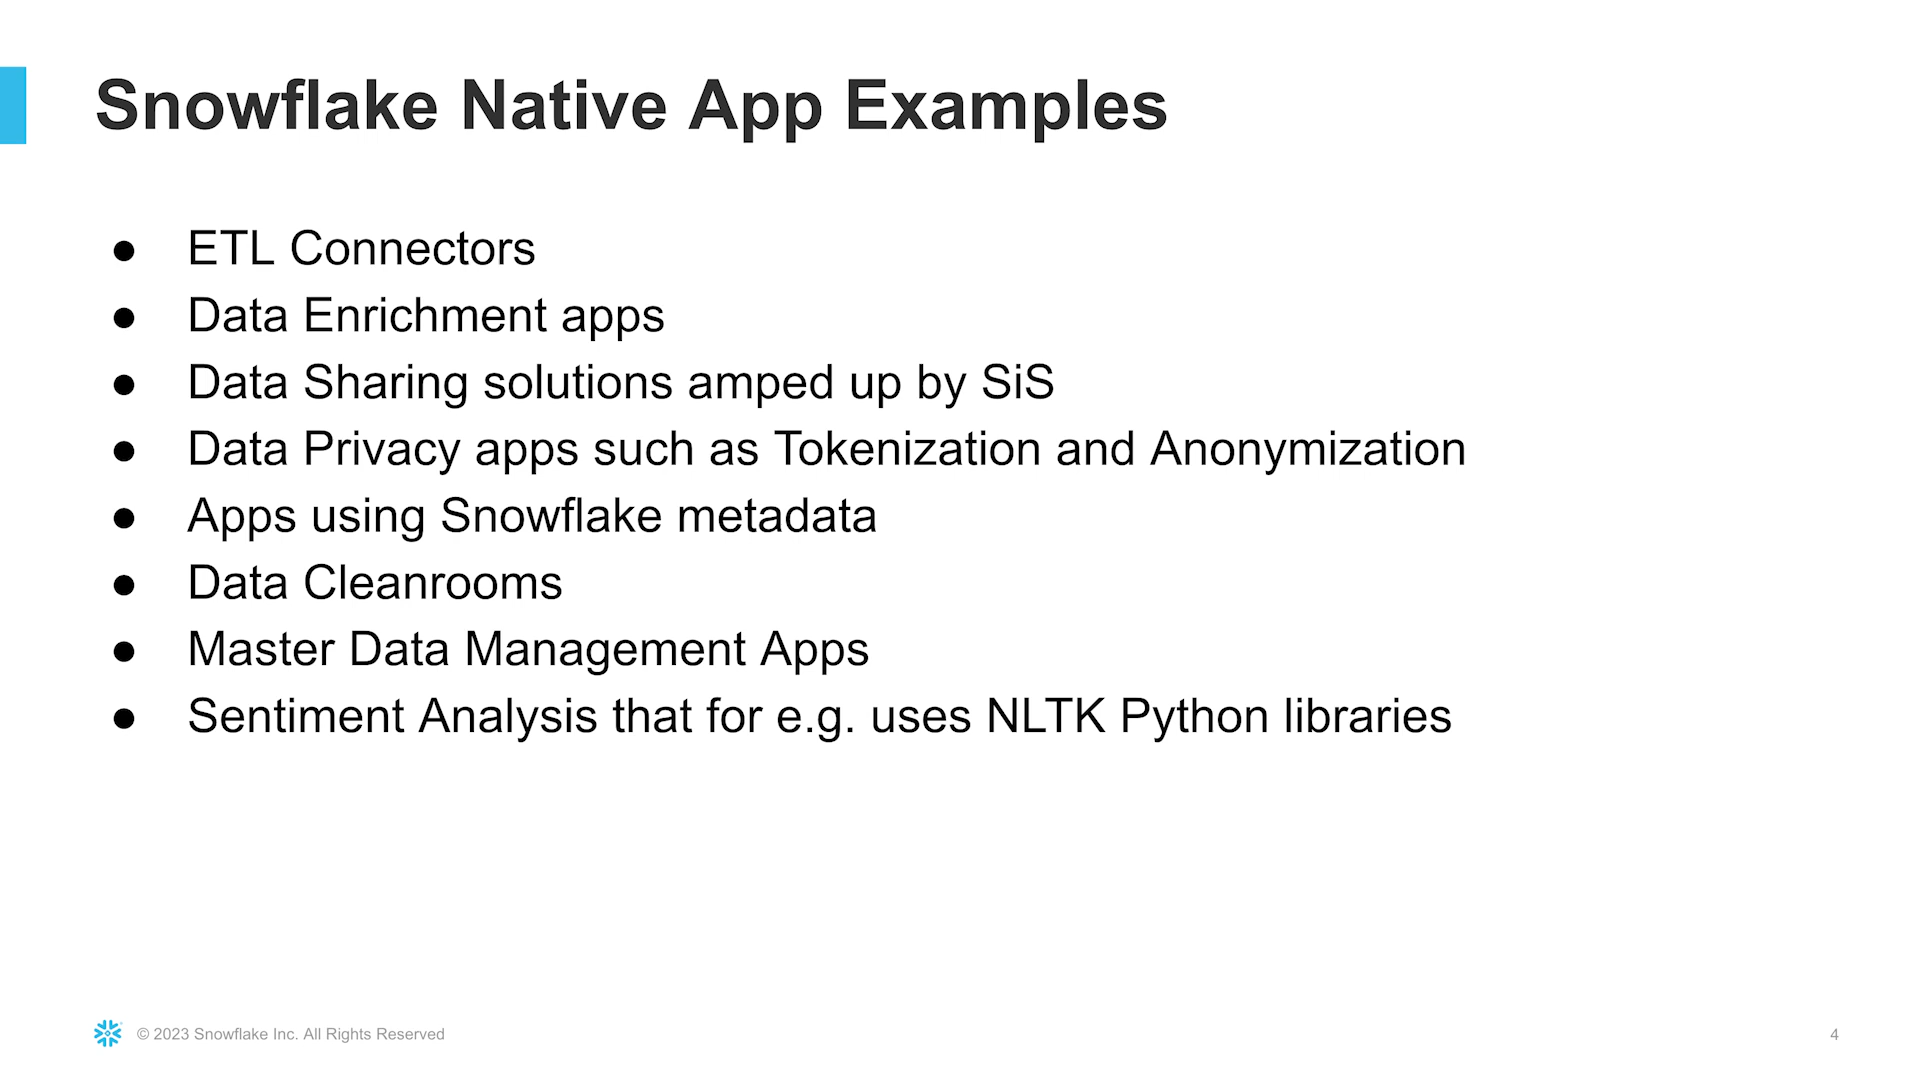 Snowflake Native App Examples
● ETL Connectors
● Data Enrichment apps
● Data Sharing solutions amped up by SiS
● Data Privacy apps such as Tokenization and Anonymization
● Apps using Snowflake metadata
● Data Cleanrooms
● Master Data Management Apps
● Sentiment Analysis that for e.g. uses NLTK Python libraries
© 2023 Snowflake Inc. All Rights Reserved
4